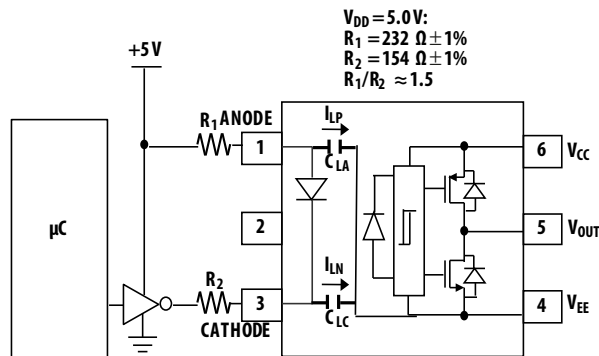 V_DD = 5.0 V:
R_1 = 232 Ω ± 1%
R_2 = 154 Ω ± 1%
R_1/R_2 ≈ 1.5
+5 V
R_1 ANODE
1
I_LP
C_LA
6
V_CC
µC
2
5
V_OUT
R_2
3
CATHODE
I_LN
C_LC
4
V_EE